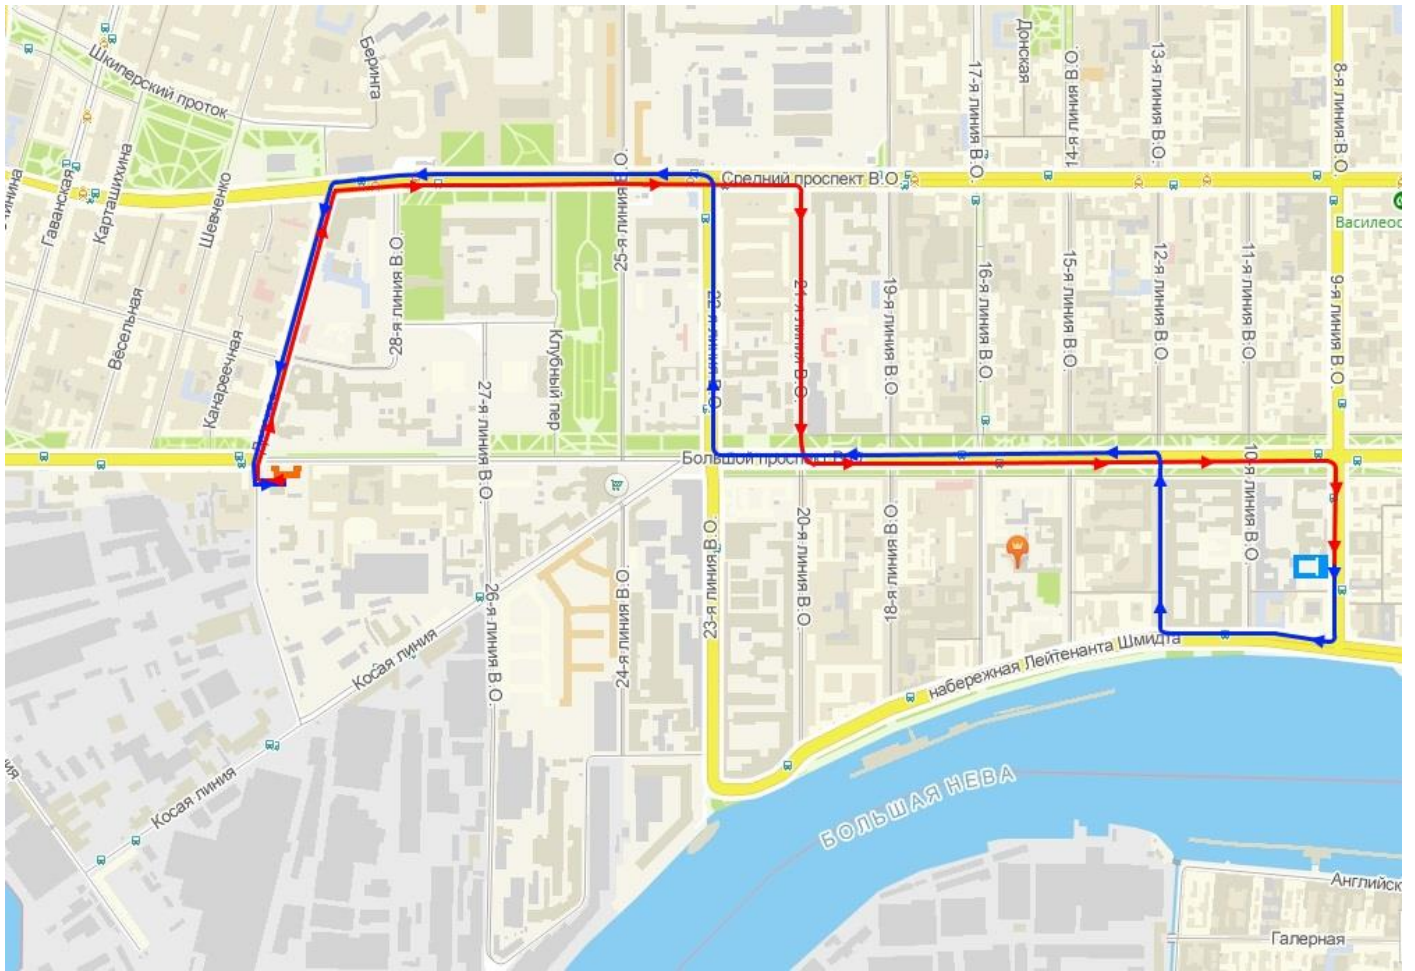 Шкиперский проток
Беринга
Донская
17-я линия В.О.
14-я линия В.О.
13-я линия В.О.
8-я линия В.О.
Гаванская
Карташихина
Шевченко
25-я линия В.О.
Средний проспект В.О.
Василеос
28-я линия В.О.
22-я линия В.О.
21-я линия В.О.
19-я линия В.О.
16-я линия В.О.
15-я линия В.О.
12-я линия В.О.
11-я линия В.О.
9-я линия В.О.
Весельная
Канареечная
Клубный пер
27-я линия В.О.
Большой проспект В.О.
10-я линия В.О.
23-я линия В.О.
20-я линия В.О.
18-я линия В.О.
24-я линия В.О.
26-я линия В.О.
Косая линия
набережная Лейтенанта Шмидта
Косая линия
БОЛЬШАЯ НЕВА
Английск
Галерная